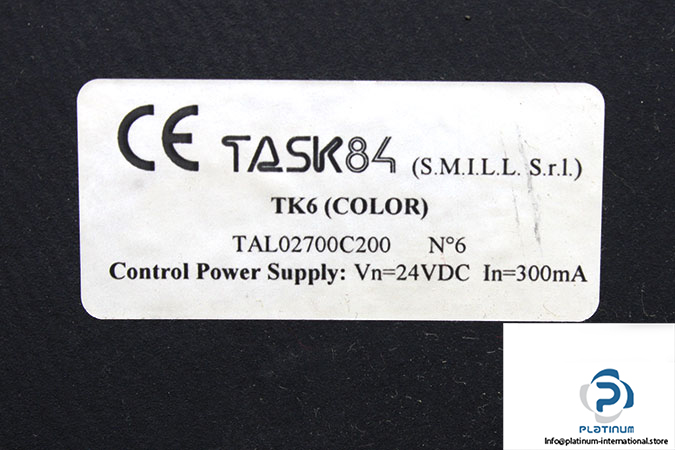 CE TASK84 (S.M.I.L.L. S.r.l.)
TK6 (COLOR)
TAL02700C200 N°6
Control Power Supply: Vn=24VDC In=300mA
PLATINUM
Info@platinum-international.store